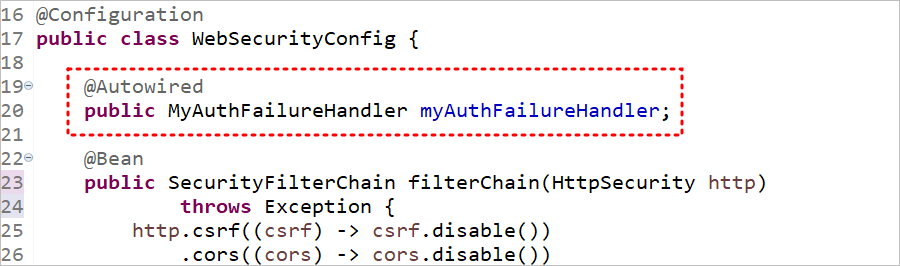 16 @Configuration
17 public class WebSecurityConfig {
18
19 @Autowired
20 public MyAuthFailureHandler myAuthFailureHandler;
21
22 @Bean
23 public SecurityFilterChain filterChain(HttpSecurity http)
24 throws Exception {
25 http.csrf((csrf) -> csrf.disable())
26 .cors((cors) -> cors.disable())